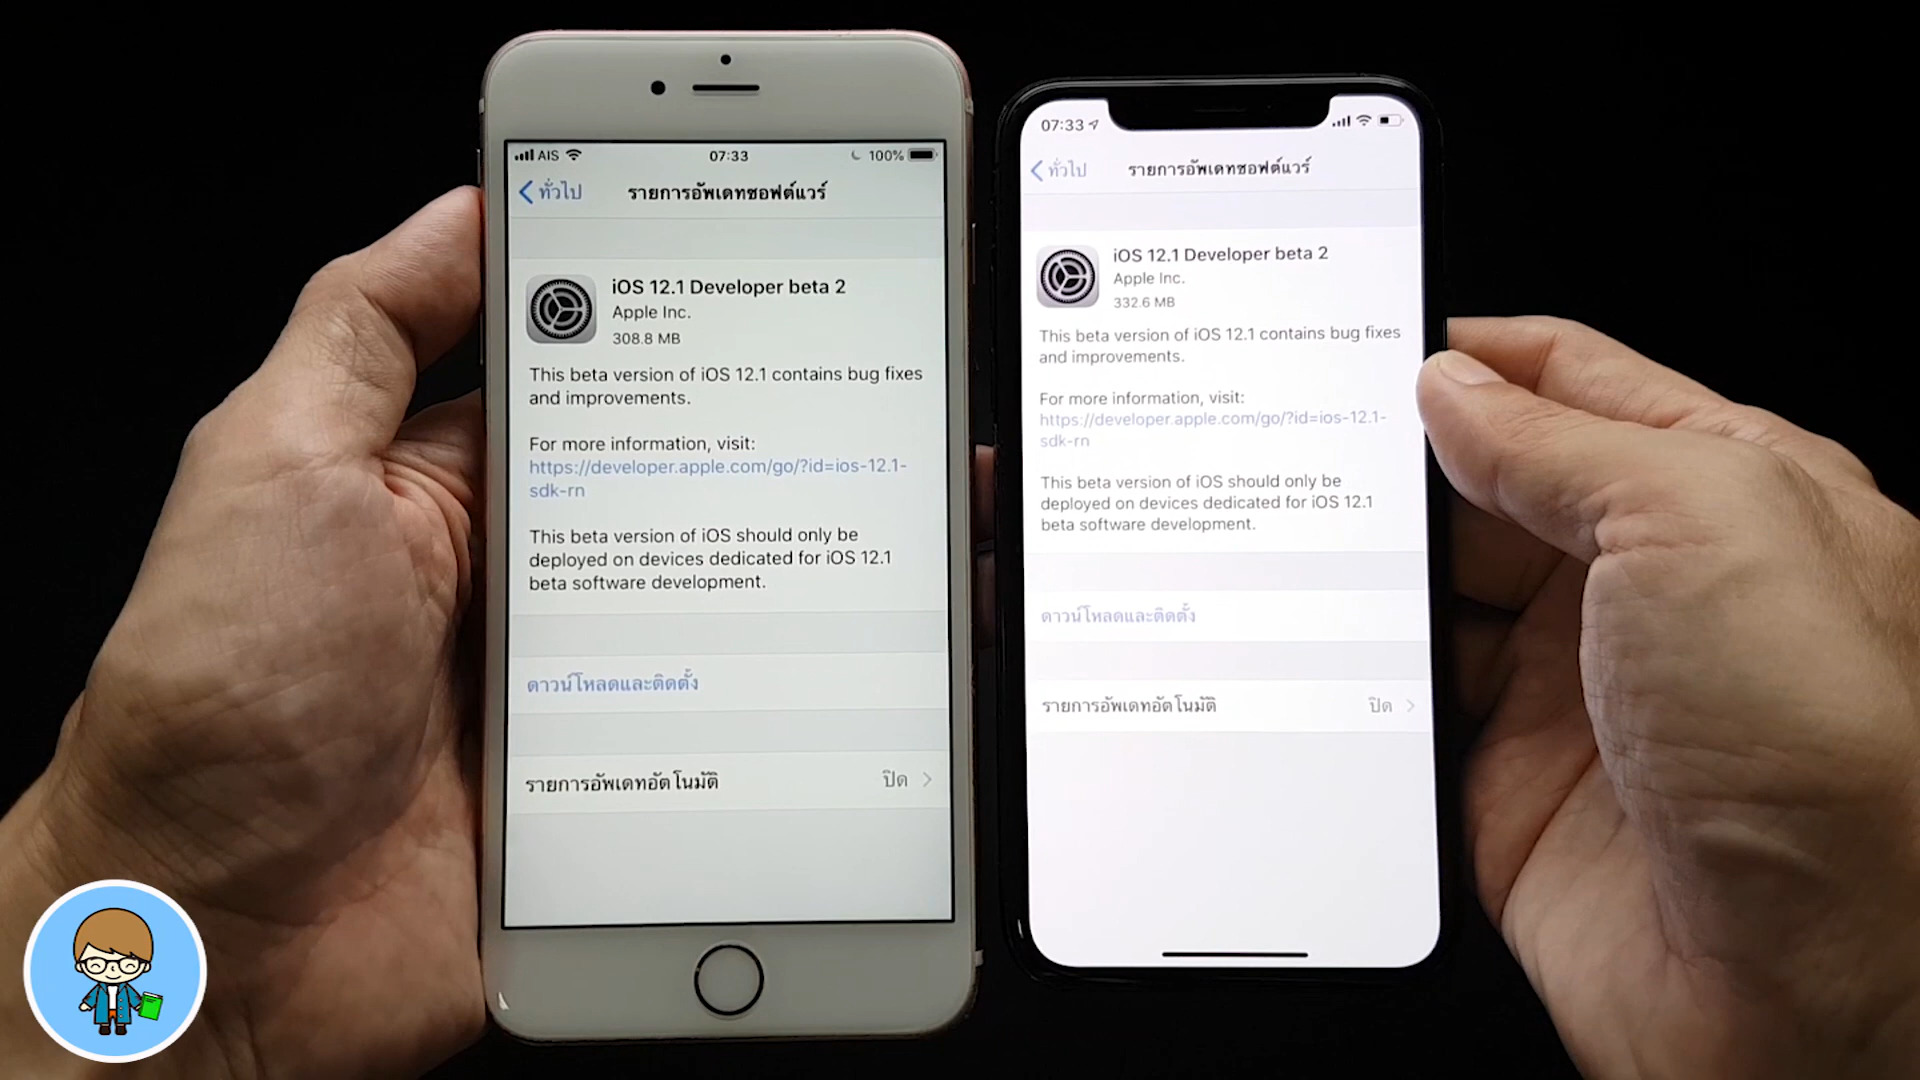 AIS 07:33 100%
ทั่วไป รายการอัพเดทซอฟต์แวร์
iOS 12.1 Developer beta 2
Apple Inc.
308.8 MB
This beta version of iOS 12.1 contains bug fixes
and improvements.
For more information, visit:
https://developer.apple.com/go/?id=ios-12.1-
sdk-rn
This beta version of iOS should only be
deployed on devices dedicated for iOS 12.1
beta software development.
ดาวน์โหลดและติดตั้ง
รายการอัพเดทอัตโนมัติ ปิด
07:33
ทั่วไป รายการอัพเดทซอฟต์แวร์
iOS 12.1 Developer beta 2
Apple Inc.
332.6 MB
This beta version of iOS 12.1 contains bug fixes
and improvements.
For more information, visit:
https://developer.apple.com/go/?id=ios-12.1-
sdk-rn
This beta version of iOS should only be
deployed on devices dedicated for iOS 12.1
beta software development.
ดาวน์โหลดและติดตั้ง
รายการอัพเดทอัตโนมัติ ปิด